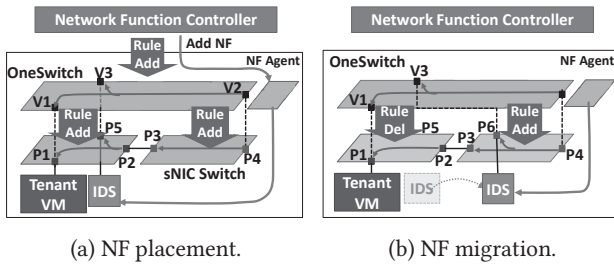 Network Function Controller
Rule Add
Add NF
OneSwitch
V3
NF Agent
V1
V2
Rule Add
Rule Add
P5
P3
P1
P2
P4
sNIC Switch
Tenant VM
IDS
(a) NF placement.
Network Function Controller
OneSwitch
V3
NF Agent
V1
Rule Del
P5
P6
Rule Add
P3
P1
P2
P4
Tenant VM
IDS
IDS
(b) NF migration.